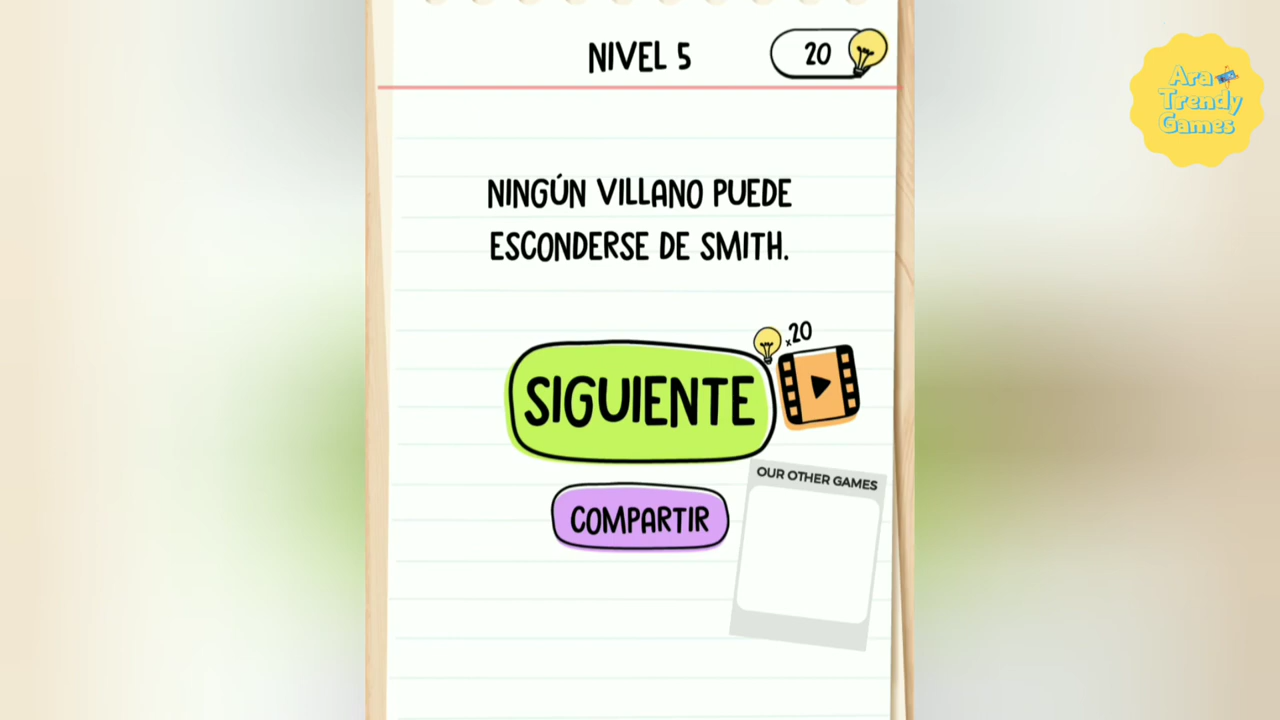 NIVEL 5
20
Ara
Trendy
Games
NINGÚN VILLANO PUEDE
ESCONDERSE DE SMITH.
x20
SIGUIENTE
OUR OTHER GAMES
COMPARTIR